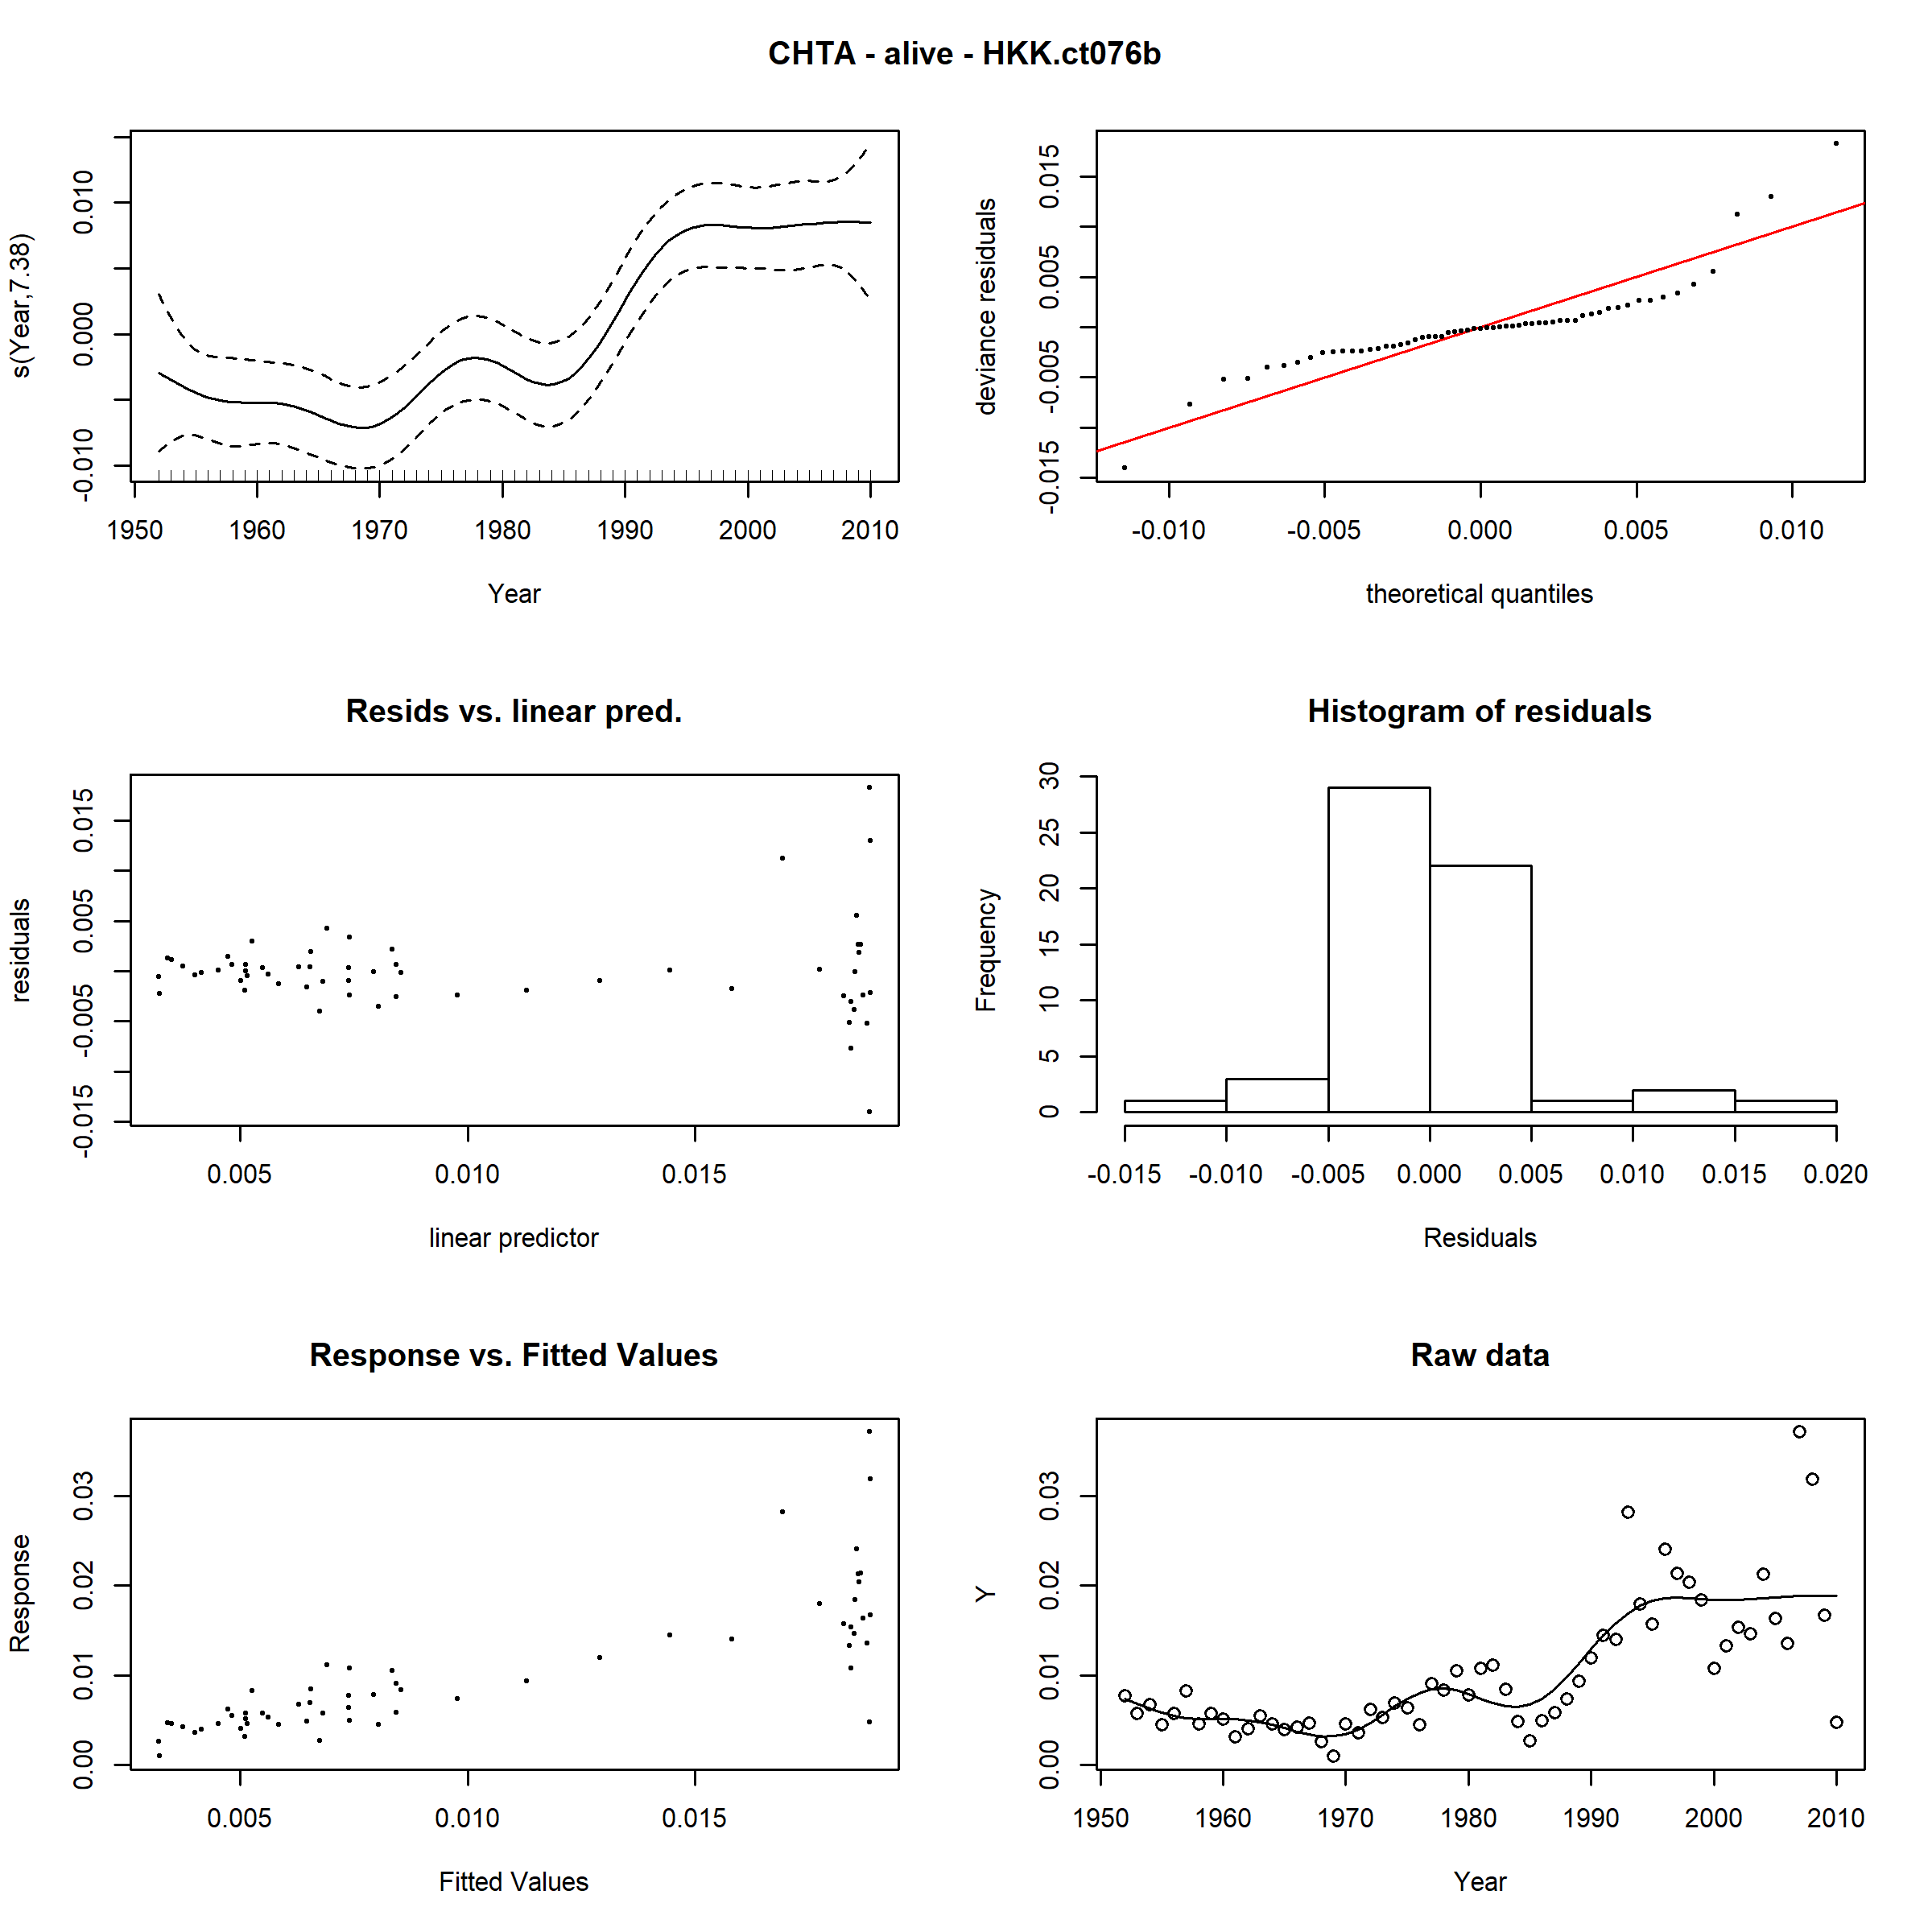 CHTA - alive - HKK.ct076b
s(Year,7.38)
-0.010 0.000 0.010
1950 1960 1970 1980 1990 2000 2010
Year
deviance residuals
-0.015 -0.005 0.005 0.015
-0.010 -0.005 0.000 0.005 0.010
theoretical quantiles
Resids vs. linear pred.
residuals
-0.015 -0.005 0.005 0.015
0.005 0.010 0.015
linear predictor
Histogram of residuals
Frequency
0 5 10 15 20 25 30
-0.015 -0.010 -0.005 0.000 0.005 0.010 0.015 0.020
Residuals
Response vs. Fitted Values
Response
0.00 0.01 0.02 0.03
0.005 0.010 0.015
Fitted Values
Raw data
Y
0.00 0.01 0.02 0.03
1950 1960 1970 1980 1990 2000 2010
Year